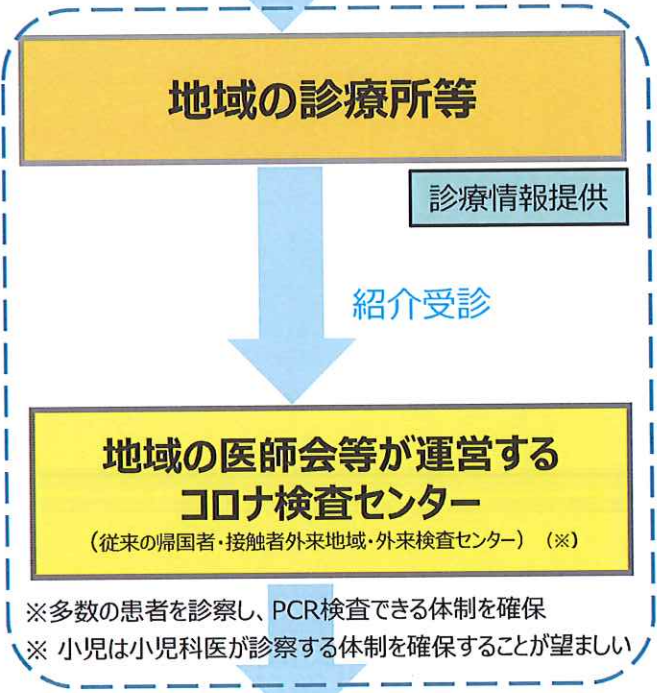 地域の診療所等
診療情報提供
紹介受診
地域の医師会等が運営する
コロナ検査センター
（従来の帰国者・接触者外来地域・外来検査センター）（※）
※多数の患者を診察し、PCR検査できる体制を確保
※ 小児は小児科医が診察する体制を確保することが望ましい